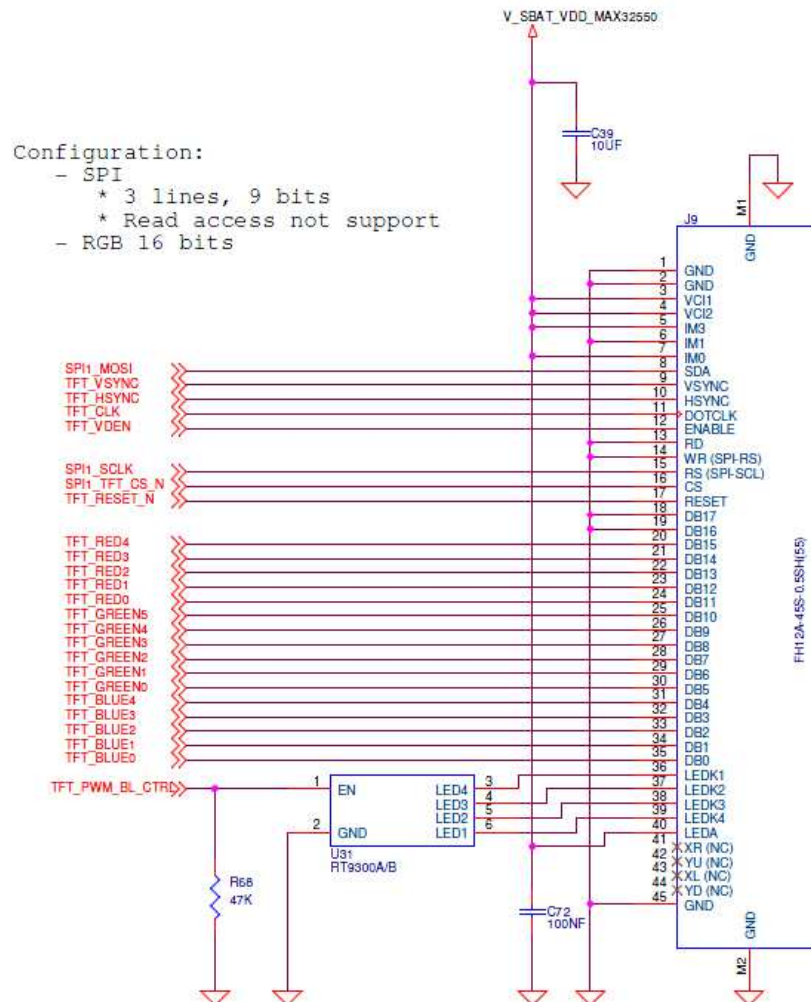 V_SBAT_VDD_MAX32550
C39
10UF
Configuration:
- SPI
* 3 lines, 9 bits
* Read access not support
- RGB 16 bits
J9
M1
GND
1 GND
2 GND
3 VCI1
4 VCI2
5 IM3
6 IM1
7 IM0
SPI1_MOSI 8 SDA
TFT_VSYNC 9 VSYNC
TFT_HSYNC 10 HSYNC
TFT_CLK 11 DOTCLK
TFT_VDEN 12 ENABLE
13 RD
14 WR (SPI-RS)
SPI1_SCLK 15 RS (SPI-SCL)
SPI1_TFT_CS_N 16 CS
TFT_RESET_N 17 RESET
18 DB17
19 DB16
TFT_RED4 20 DB15
TFT_RED3 21 DB14
TFT_RED2 22 DB13
TFT_RED1 23 DB12
TFT_RED0 24 DB11
TFT_GREEN5 25 DB10
TFT_GREEN4 26 DB9
TFT_GREEN3 27 DB8
TFT_GREEN2 28 DB7
TFT_GREEN1 29 DB6
TFT_GREEN0 30 DB5
TFT_BLUE4 31 DB4
TFT_BLUE3 32 DB3
TFT_BLUE2 33 DB2
TFT_BLUE1 34 DB1
TFT_BLUE0 35 DB0
36 LEDK1
37 LEDK2
38 LEDK3
39 LEDK4
40 LEDA
41 XR (NC)
42 YU (NC)
43 XL (NC)
44 YD (NC)
45 GND
FH12A-45S-0.5SH(55)
TFT_PWM_BL_CTRL
1 EN LED4 3
LED3 4
LED2 5
2 GND LED1 6
U31
RT9300A/B
R68
47K
C72
100NF
GND
M2